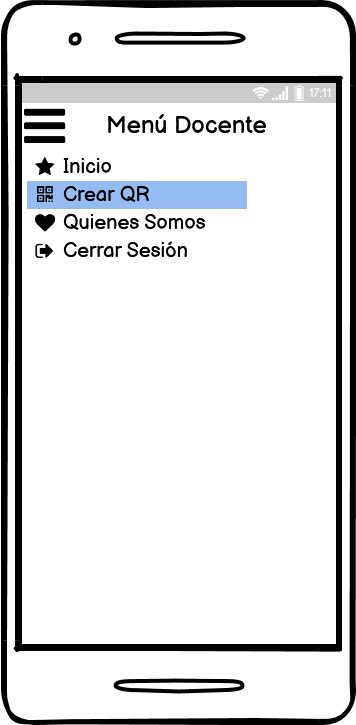 17:11
Menú Docente
Inicio
Crear QR
Quienes Somos
Cerrar Sesión